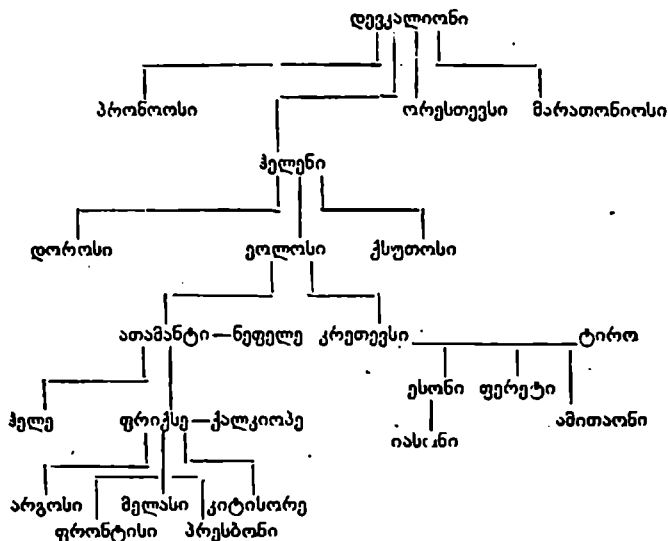 დევკალიონი
პრონოოსი ორესთევსი მარათონიოსი
ჰელენი
დოროსი ეოლოსი ქსუთოსი
ათამანტი—ნეფელე კრეთევსი ტირო
ესონი ფერეტი
ჰელე ფრიქსე—ქალკიოპე ამითაონი
იასონი
არგოსი მელასი კიტისორე
ფრონტისი პრესბონი